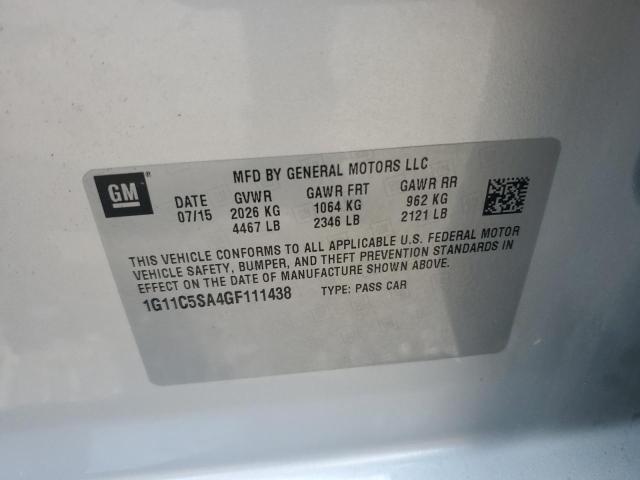 MFD BY GENERAL MOTORS LLC
GM®
DATE GVWR GAWR FRT GAWR RR
07/15 2026 KG 1064 KG 962 KG
4467 LB 2346 LB 2121 LB
THIS VEHICLE CONFORMS TO ALL APPLICABLE U.S. FEDERAL MOTOR
VEHICLE SAFETY, BUMPER, AND THEFT PREVENTION STANDARDS IN
EFFECT ON THE DATE OF MANUFACTURE SHOWN ABOVE.
1G11C5SA4GF111438 TYPE: PASS CAR